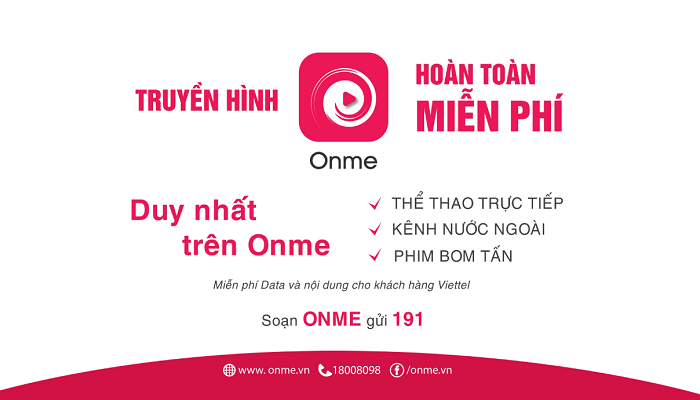 TRUYỀN HÌNH
HOÀN TOÀN
MIỄN PHÍ
Onme
Duy nhất
trên Onme
THỂ THAO TRỰC TIẾP
KÊNH NƯỚC NGOÀI
PHIM BOM TẤN
Miễn phí Data và nội dung cho khách hàng Viettel
Soạn ONME gửi 191
www. onme.vn 18008098 f /onme.vn